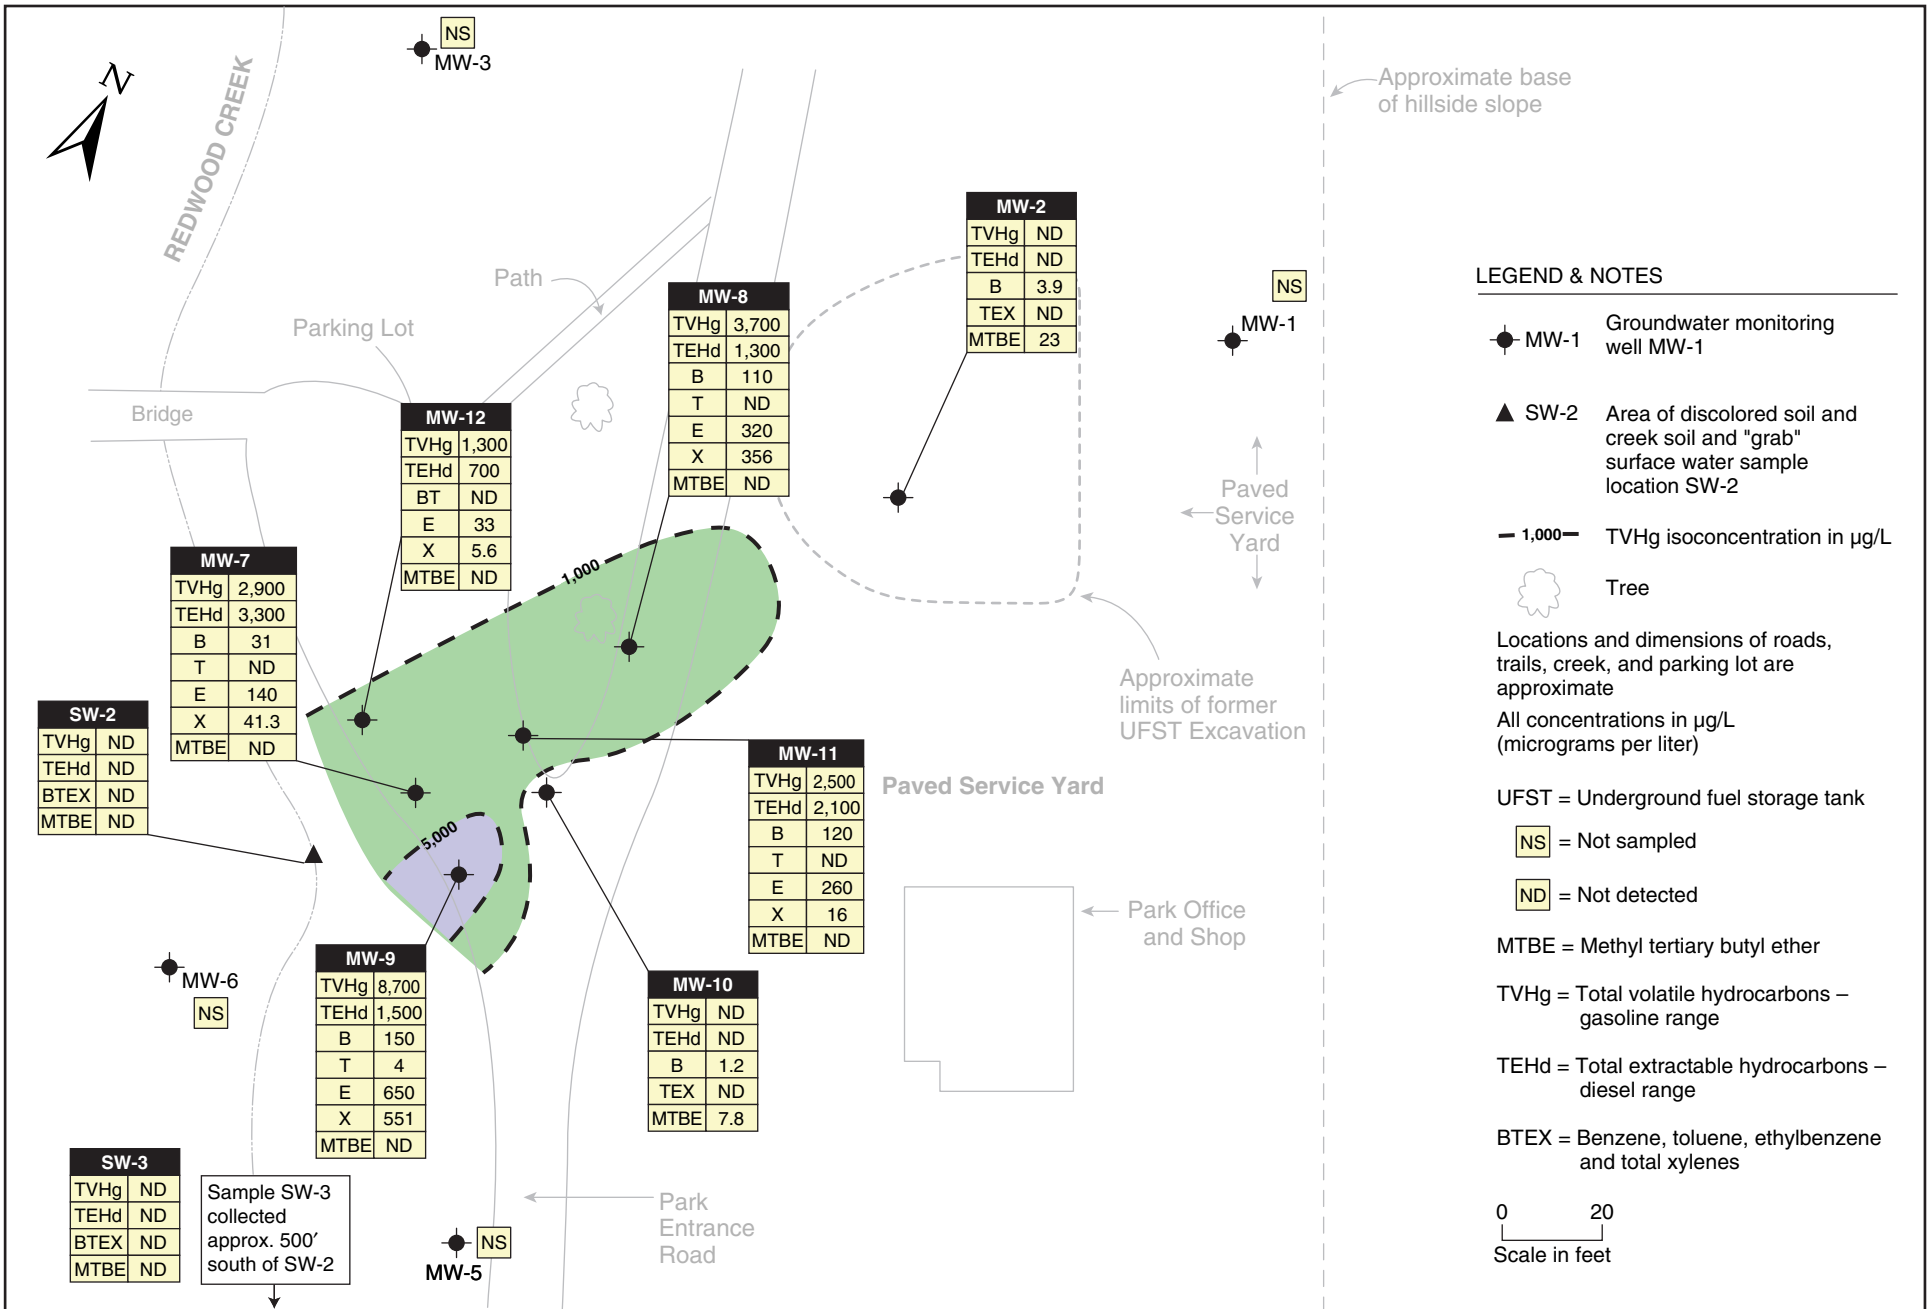 NS
MW-3
N
REDWOOD CREEK
Approximate base
of hillside slope
Path
Parking Lot
Bridge
MW-2
TVHg ND
TEHd ND
B 3.9
TEX ND
MTBE 23
NS
MW-1
MW-8
TVHg 3,700
TEHd 1,300
B 110
T ND
E 320
X 356
MTBE ND
MW-12
TVHg 1,300
TEHd 700
BT ND
E 33
X 5.6
MTBE ND
Paved
Service
Yard
MW-7
TVHg 2,900
TEHd 3,300
B 31
T ND
E 140
X 41.3
MTBE ND
1,000
SW-2
TVHg ND
TEHd ND
BTEX ND
MTBE ND
Approximate
limits of former
UFST Excavation
MW-11
TVHg 2,500
TEHd 2,100
B 120
T ND
E 260
X 16
MTBE ND
Paved Service Yard
5,000
Park Office
and Shop
MW-6
NS
MW-9
TVHg 8,700
TEHd 1,500
B 150
T 4
E 650
X 551
MTBE ND
MW-10
TVHg ND
TEHd ND
B 1.2
TEX ND
MTBE 7.8
SW-3
TVHg ND
TEHd ND
BTEX ND
MTBE ND
Sample SW-3
collected
approx. 500′
south of SW-2
NS
MW-5
Park
Entrance
Road
LEGEND & NOTES
MW-1 Groundwater monitoring
well MW-1
SW-2 Area of discolored soil and
creek soil and "grab"
surface water sample
location SW-2
1,000 TVHg isoconcentration in µg/L
Tree
Locations and dimensions of roads,
trails, creek, and parking lot are
approximate
All concentrations in µg/L
(micrograms per liter)
UFST = Underground fuel storage tank
NS = Not sampled
ND = Not detected
MTBE = Methyl tertiary butyl ether
TVHg = Total volatile hydrocarbons –
gasoline range
TEHd = Total extractable hydrocarbons –
diesel range
BTEX = Benzene, toluene, ethylbenzene
and total xylenes
0 20
Scale in feet